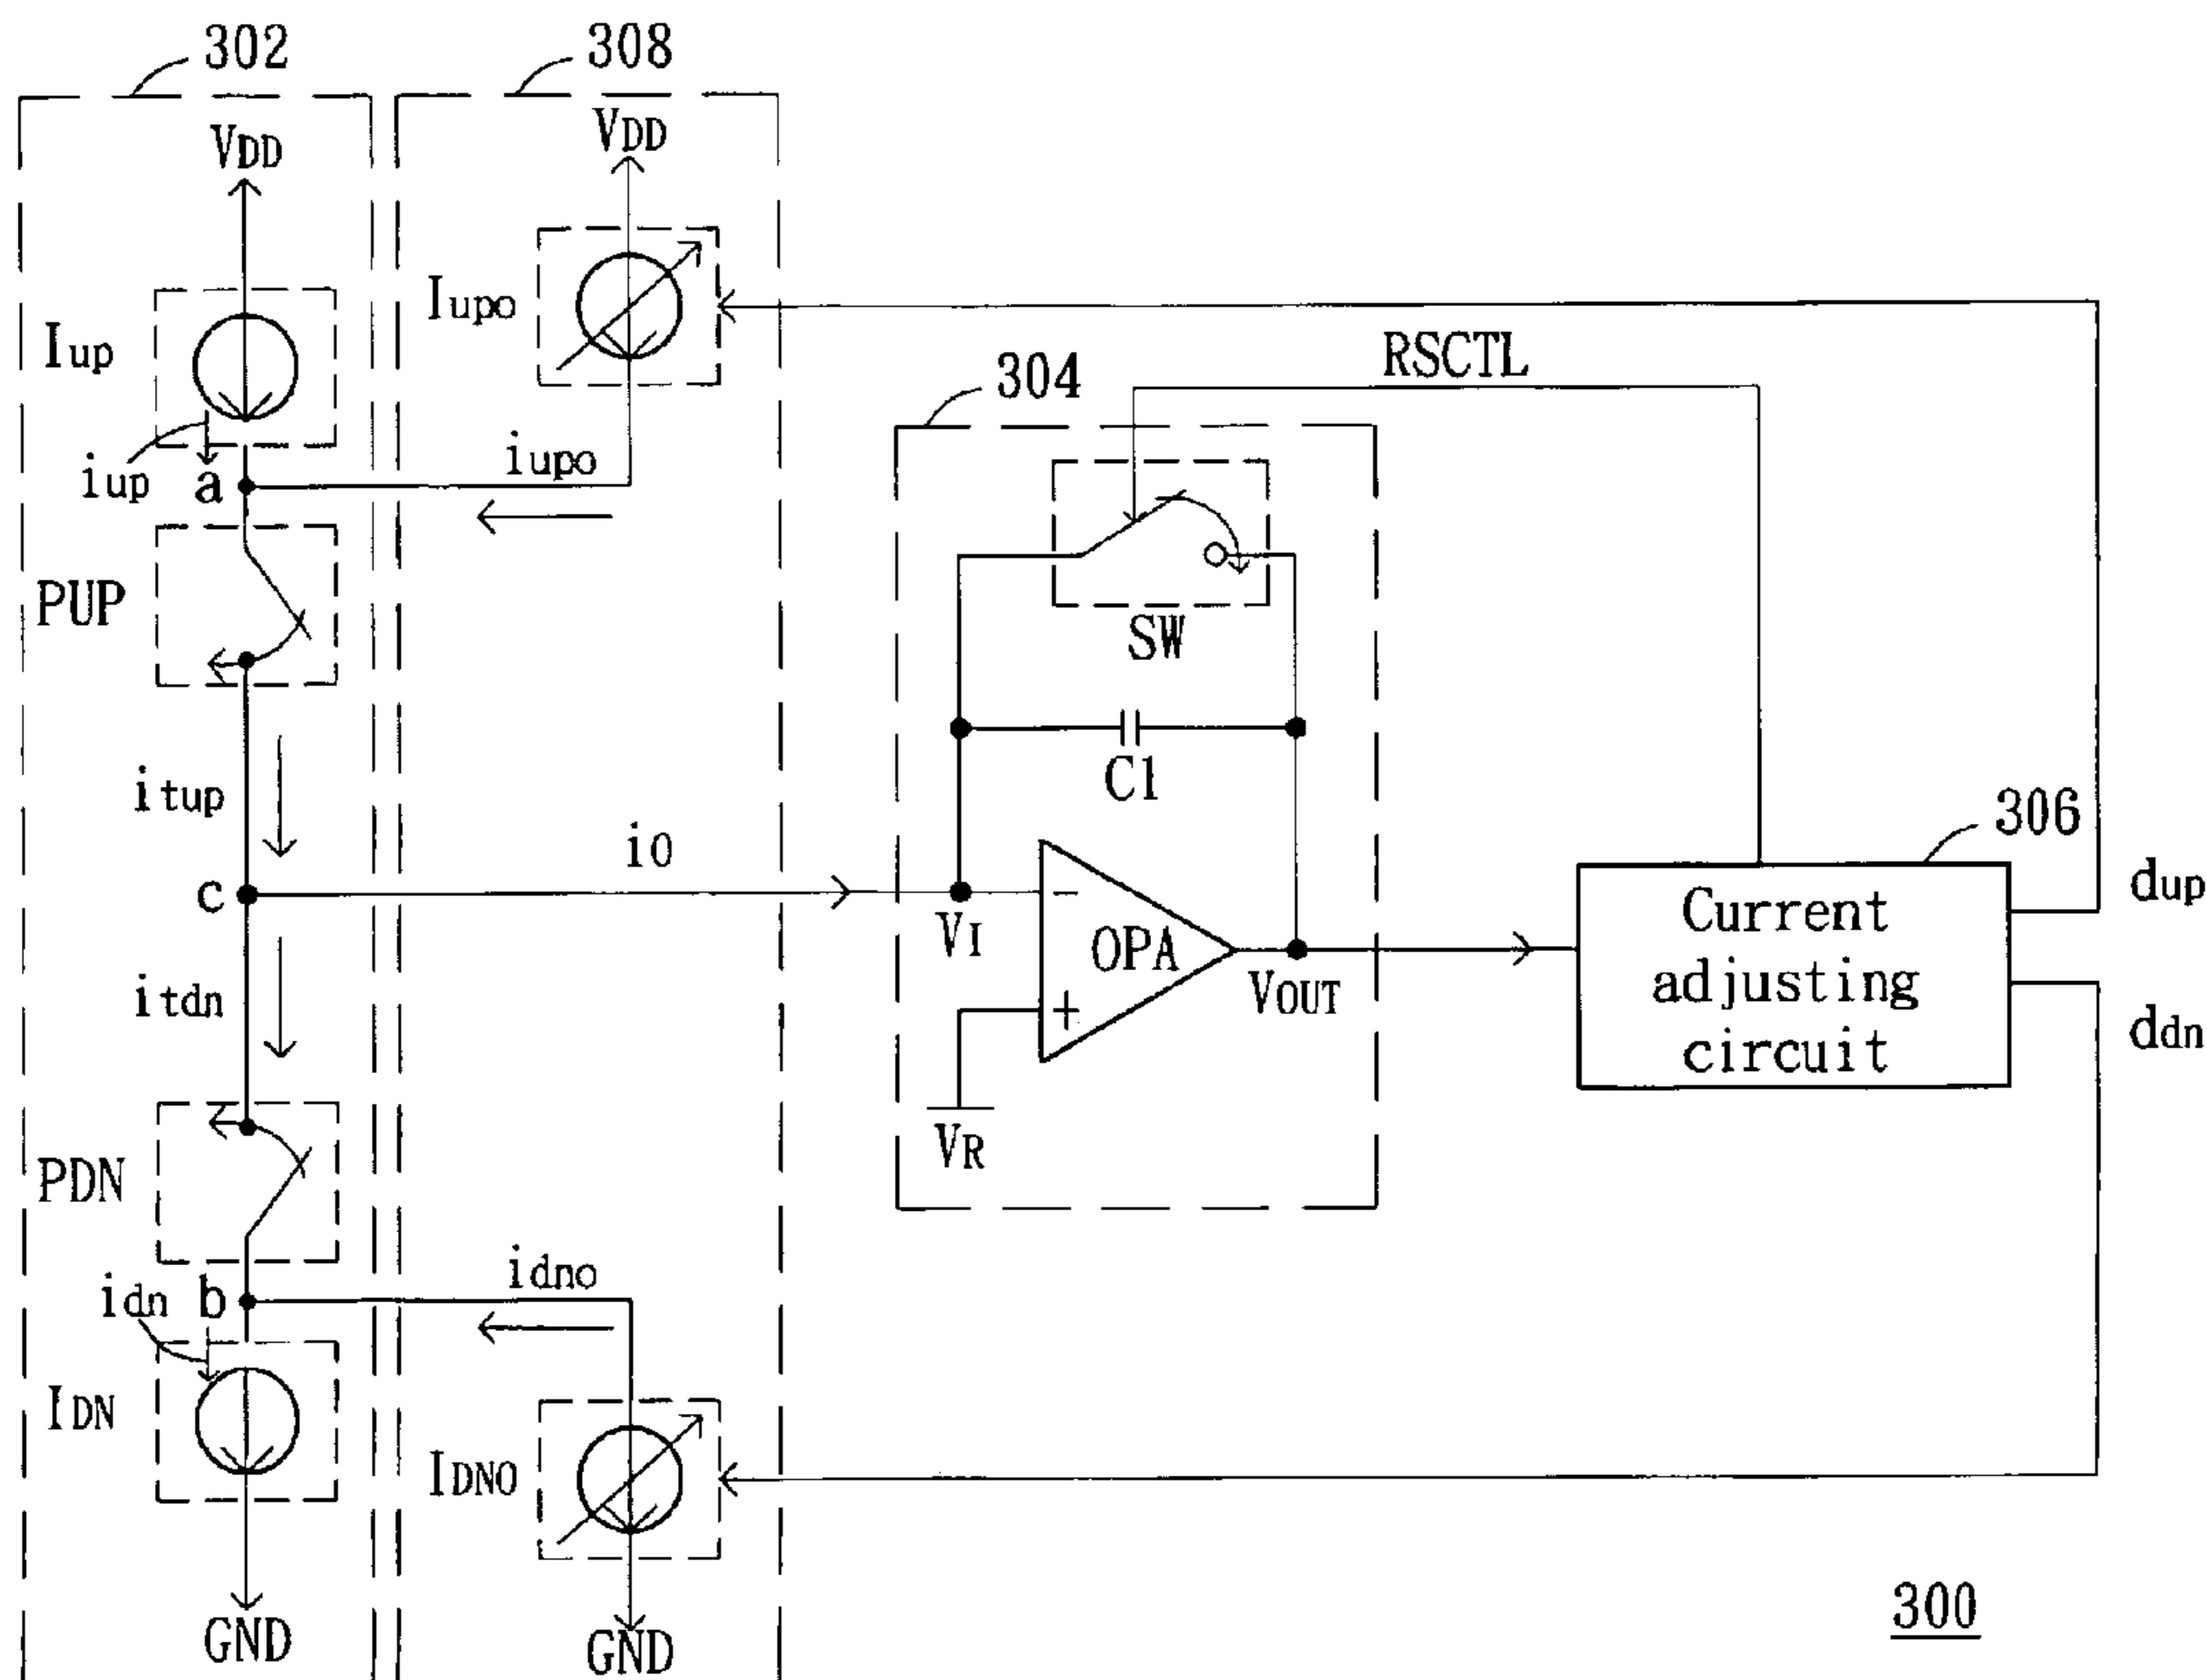 302
308
VDD
VDD
Iup
Iupo
RSCTL
304
iup
a
iupo
PUP
SW
C1
itup
306
i0
dup
c
VI
OPA
Current
adjusting
circuit
itdn
VOUT
ddn
VR
PDN
idno
idn
b
IDN
IDNO
GND
GND
300
-
+